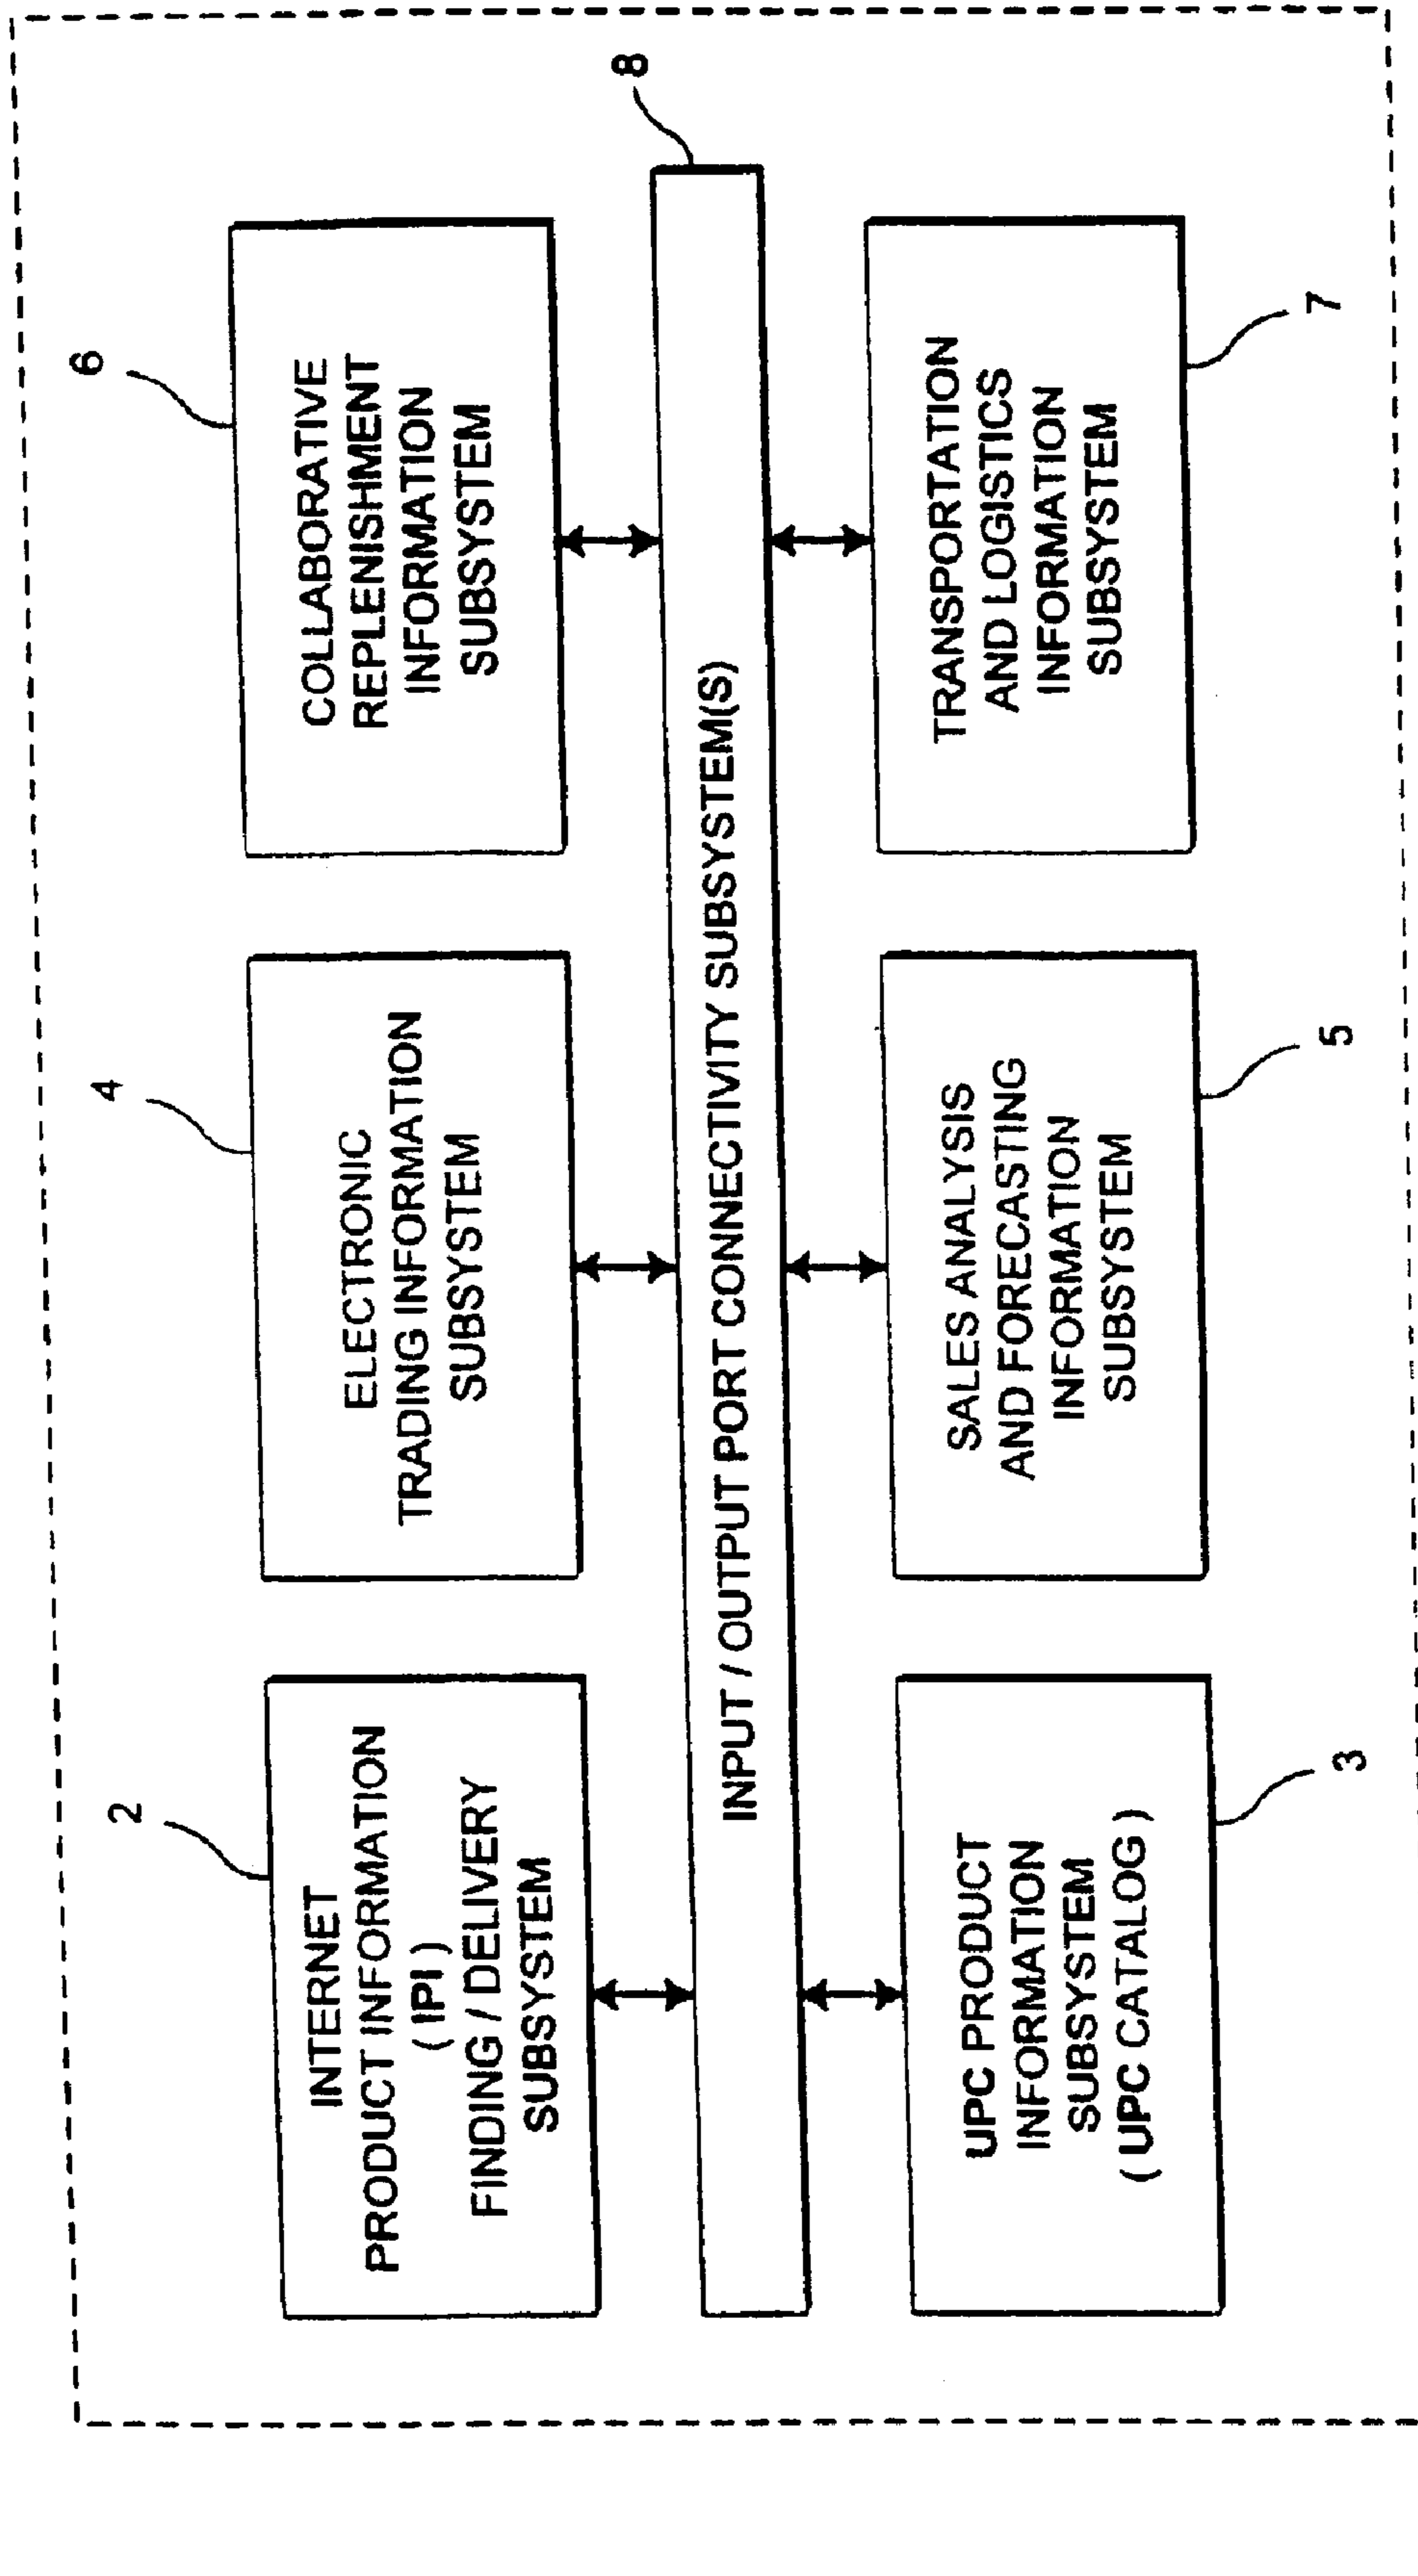 2
INTERNET
PRODUCT INFORMATION
( IPI )
FINDING / DELIVERY
SUBSYSTEM
4
ELECTRONIC
TRADING INFORMATION
SUBSYSTEM
6
COLLABORATIVE
REPLENISHMENT
INFORMATION
SUBSYSTEM
8
INPUT / OUTPUT PORT CONNECTIVITY SUBSYSTEM(S)
UPC PRODUCT
INFORMATION
SUBSYSTEM
( UPC CATALOG )
3
SALES ANALYSIS
AND FORECASTING
INFORMATION
SUBSYSTEM
5
TRANSPORTATION
AND LOGISTICS
INFORMATION
SUBSYSTEM
7